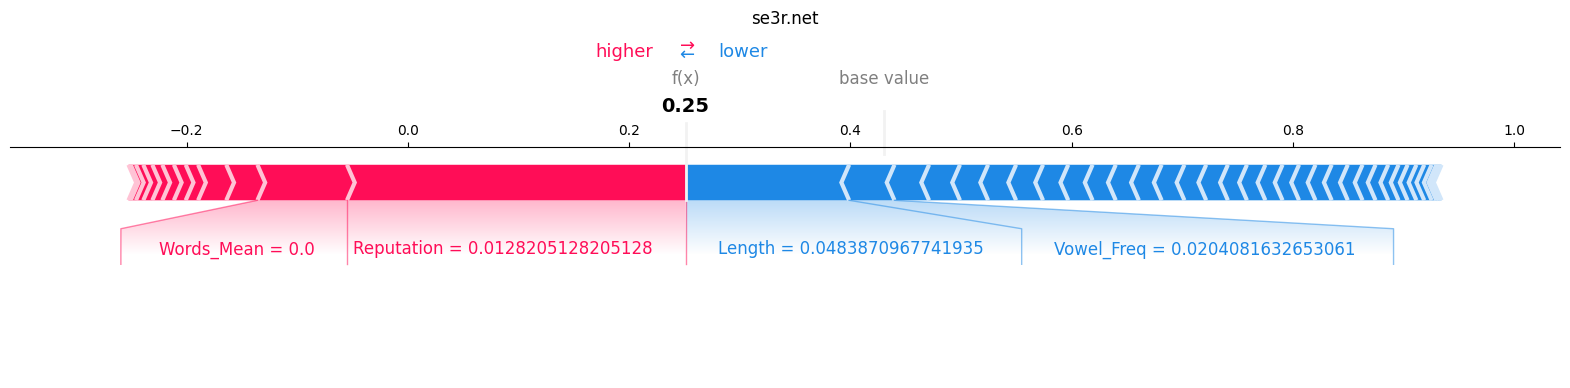 se3r.net
higher ⇄ lower
f(x) base value
0.25
−0.2 0.0 0.2 0.4 0.6 0.8 1.0
Words_Mean = 0.0 Reputation = 0.0128205128205128 Length = 0.0483870967741935 Vowel_Freq = 0.0204081632653061